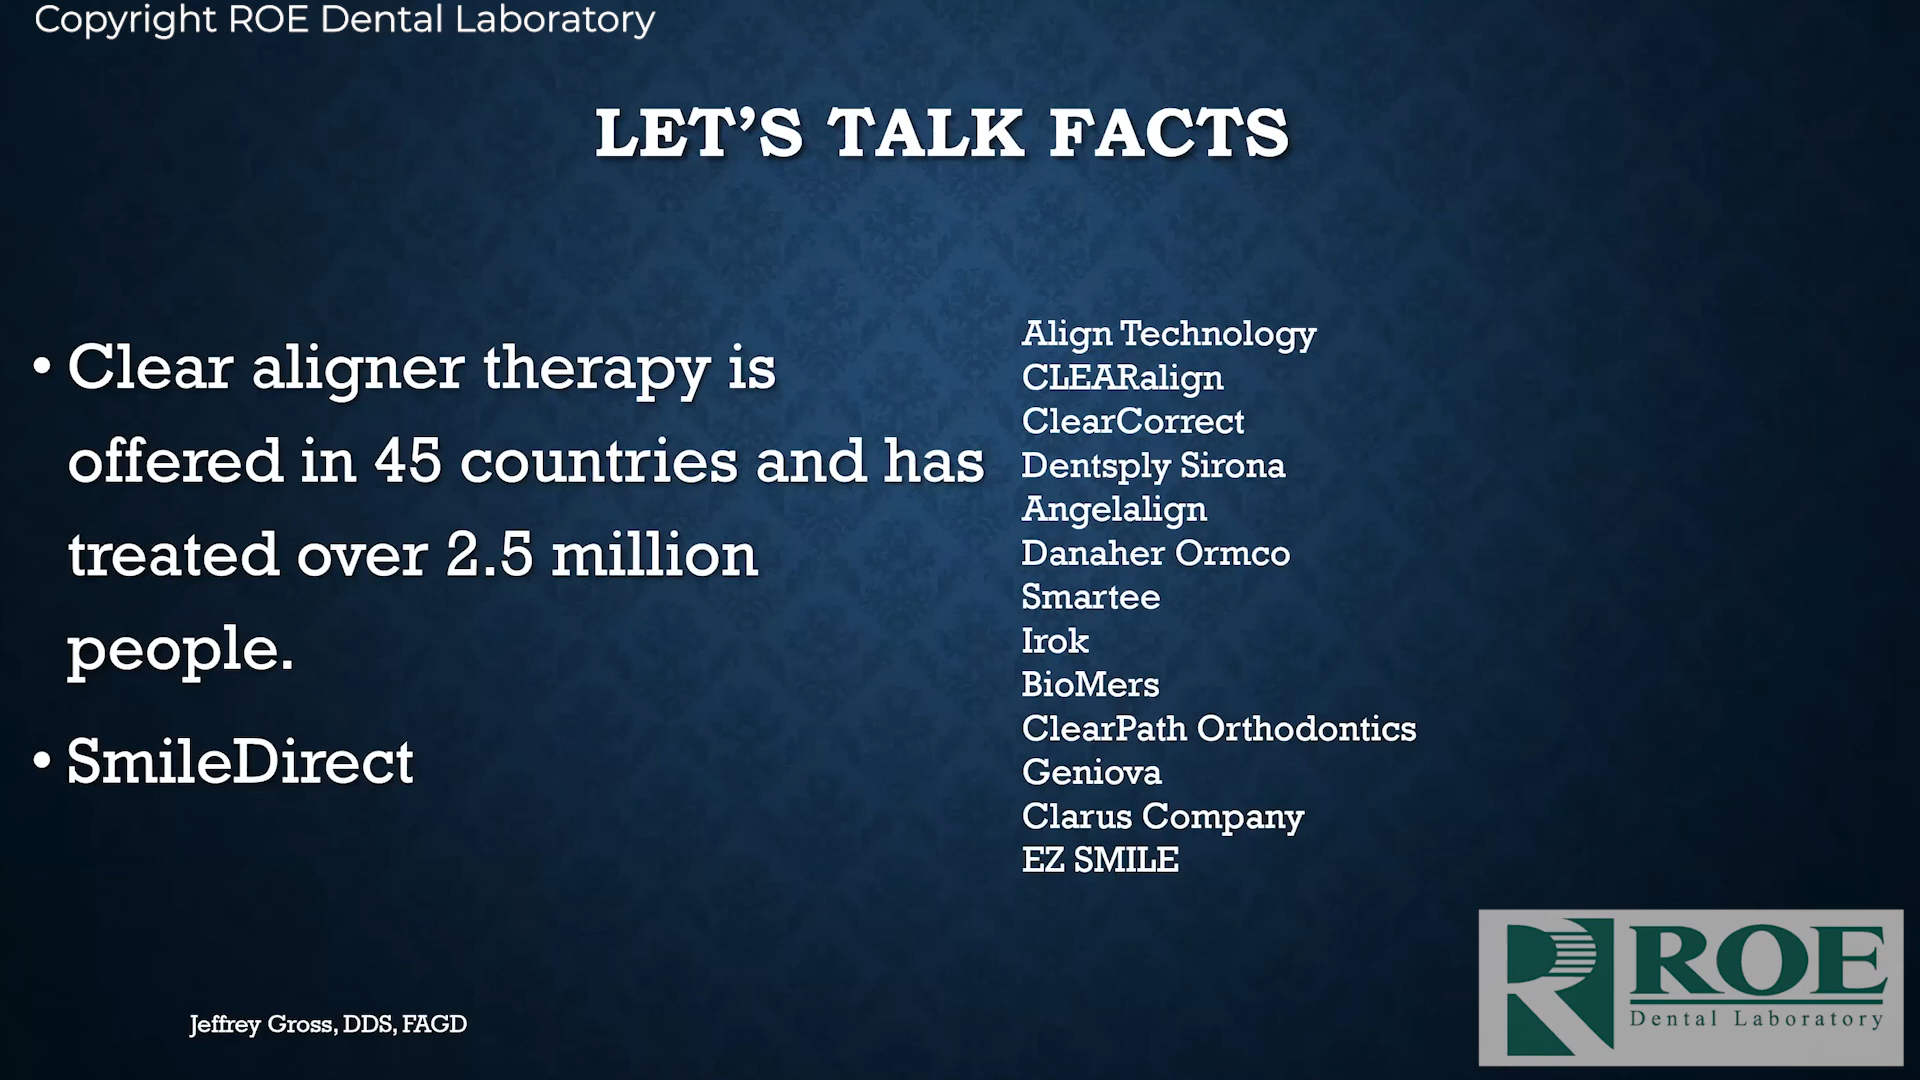 Copyright ROE Dental Laboratory
LET’S TALK FACTS
• Clear aligner therapy is
offered in 45 countries and has
treated over 2.5 million
people.
• SmileDirect
Align Technology
CLEARalign
ClearCorrect
Dentsply Sirona
Angelalign
Danaher Ormco
Smartee
Irok
BioMers
ClearPath Orthodontics
Geniova
Clarus Company
EZ SMILE
Jeffrey Gross, DDS, FAGD
ROE
Dental Laboratory